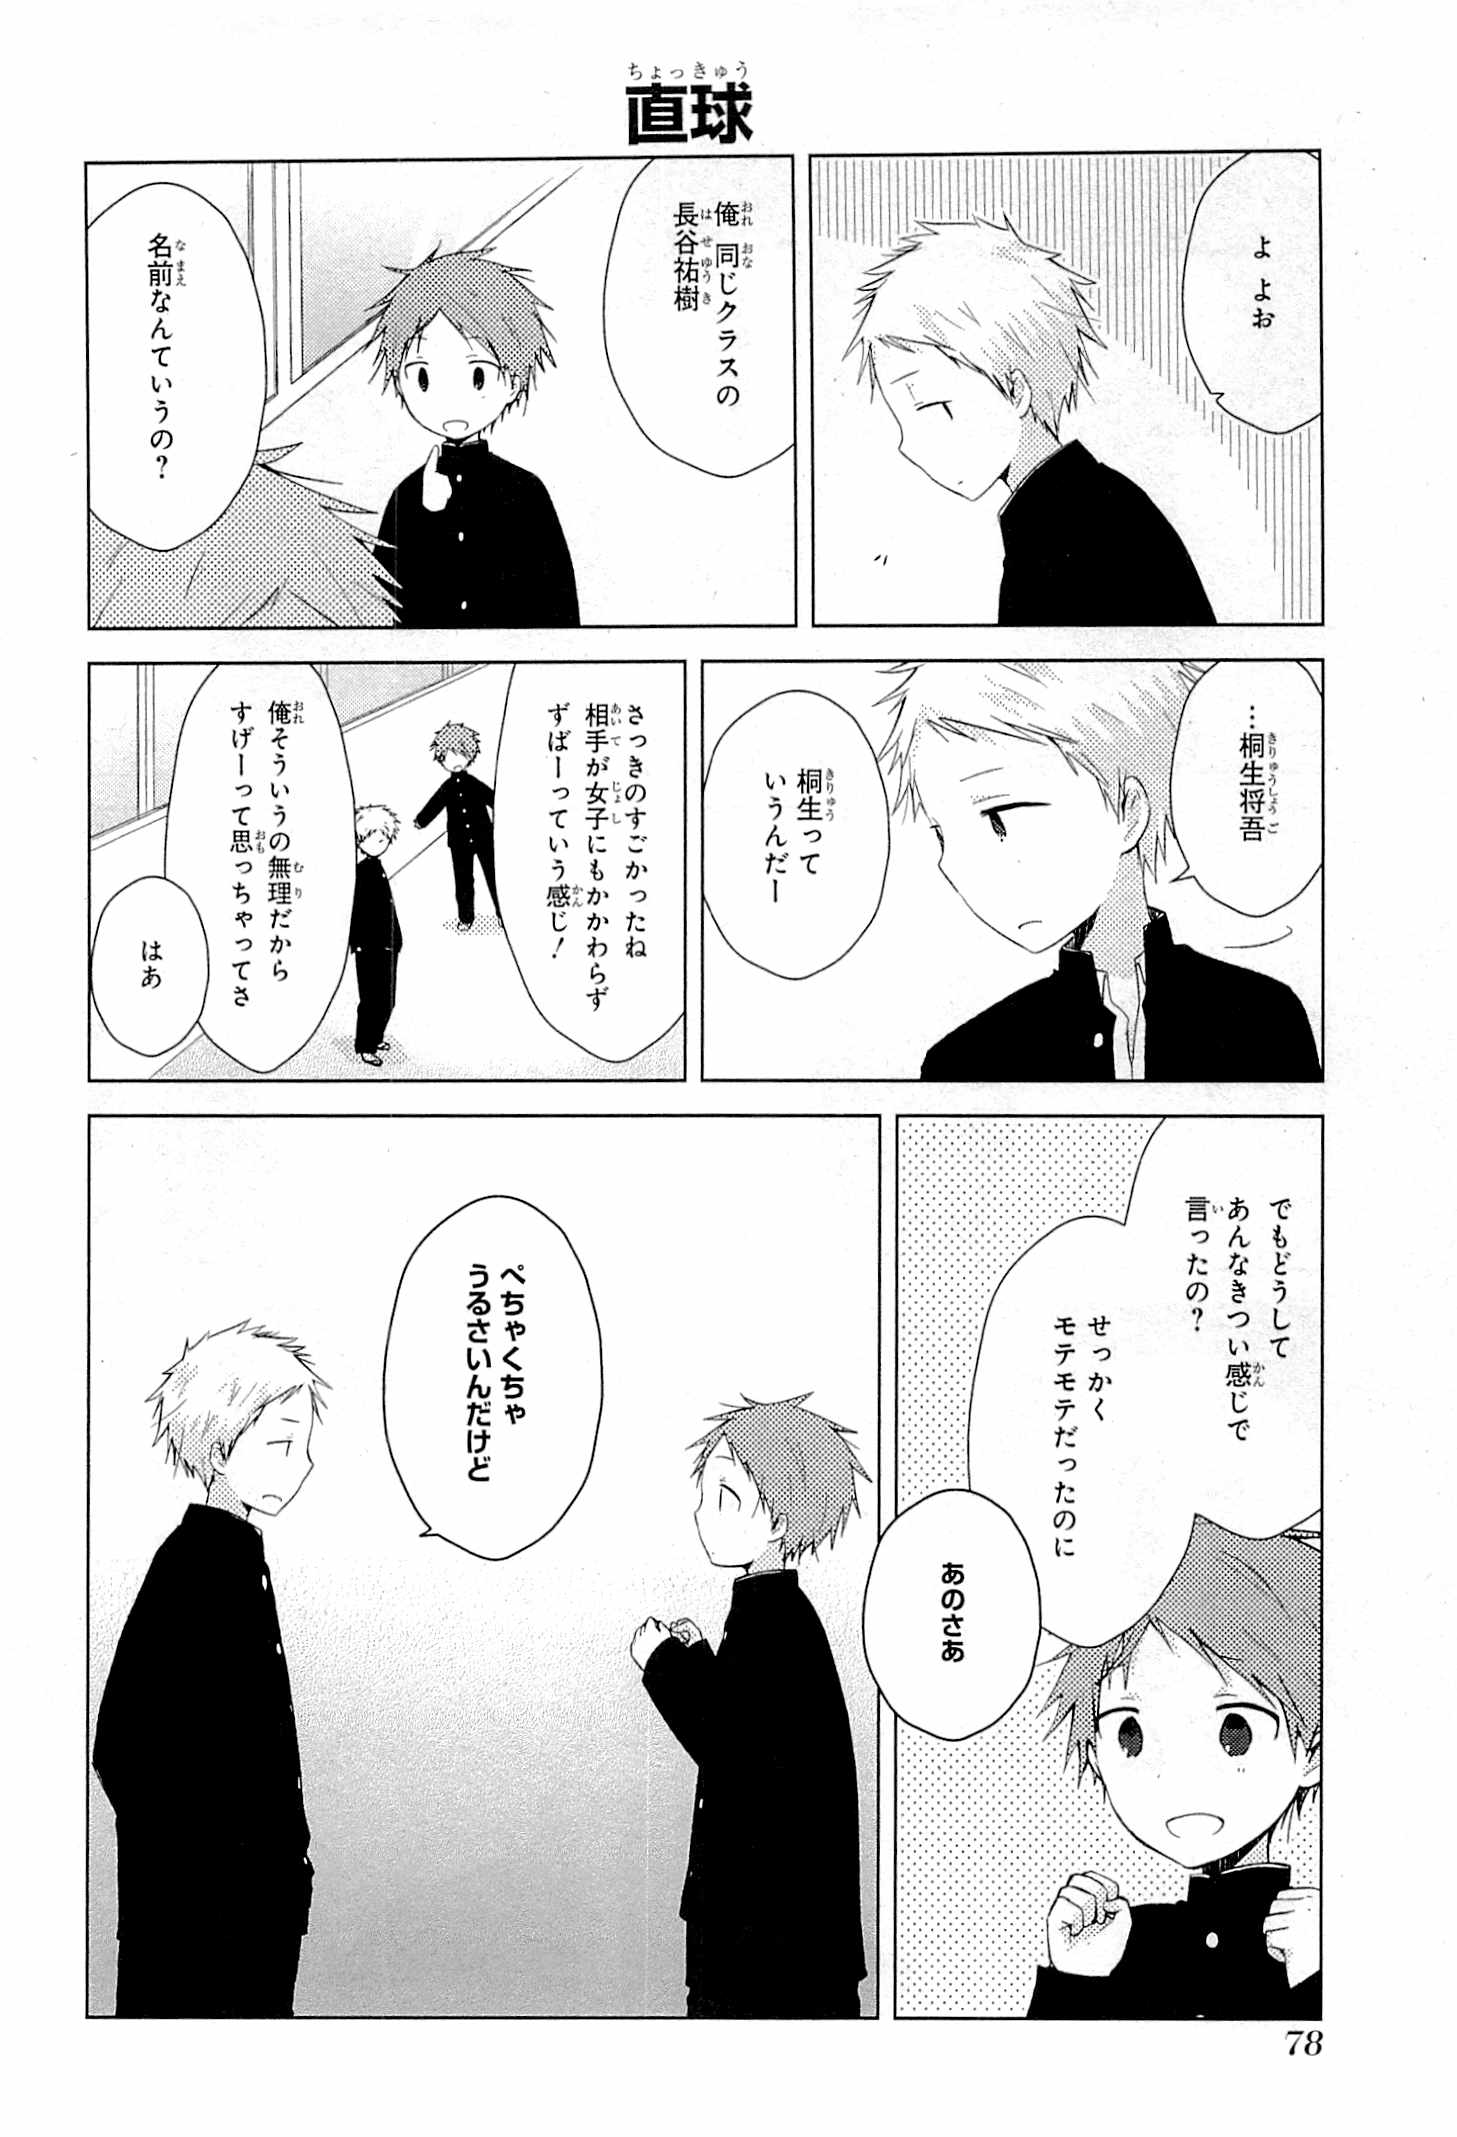 直球
ちょっきゅう
よ よお
俺 同じクラスの
長谷祐樹
名前なんていうの?
…桐生将吾
桐生って
いうんだー
さっきのすごかったね
相手が女子にもかかわらず
ずばーっていう感じ!
俺そういうの無理だから
すげーって思っちゃってさ
はあ
でもどうして
あんなきつい感じで
言ったの?
せっかく
モテモテだったのに
あのさあ
ぺちゃくちゃ
うるさいんだけど
78